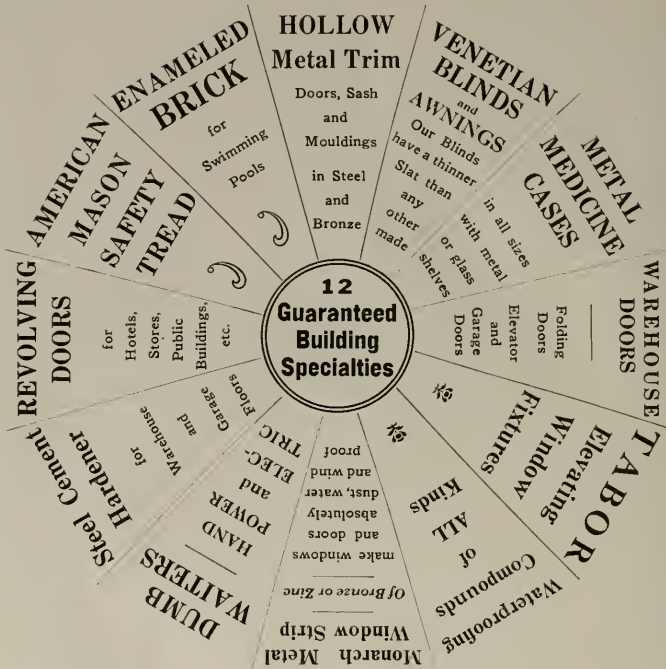 12
Guaranteed
Building
Specialties
HOLLOW
Metal Trim
Doors, Sash
and
Mouldings
in Steel
and
Bronze
VENETIAN
BLINDS
and
AWNINGS
Our Blinds
have a thinner
Slat than
any
other
made
METAL
MEDICINE
CASES
in all sizes
with metal
or glass
shelves
WAREHOUSE
DOORS
Folding
Doors
Elevator
and
Garage
Doors
TABOR
Elevating
Window
Fixtures
Waterproofing
Compounds
of
ALL
Kinds
Monarch Metal
Window Strip
Of Bronze or Zinc
make windows
and doors
absolutely
dust, water,
and wind
proof
DUMB
WAITERS
HAND
POWER
and
ELEC-
TRIC
Steel Cement
Hardener
for
Warehouse
and
Garage
Floors
REVOLVING
DOORS
for
Hotels,
Stores,
Public
Buildings,
etc.
AMERICAN
MASON
SAFETY
TREAD
ENAMELED
BRICK
for
Swimming
Pools